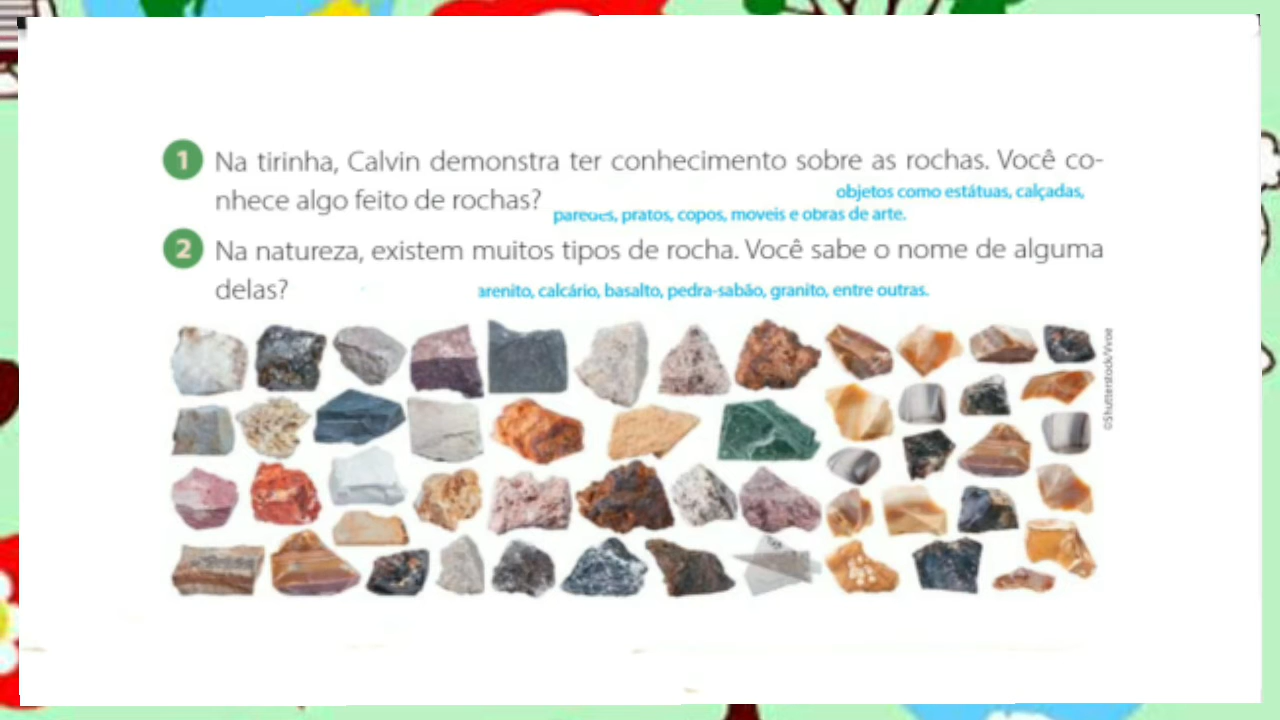 1 Na tirinha, Calvin demonstra ter conhecimento sobre as rochas. Você co-
nhece algo feito de rochas?
objetos como estátuas, calçadas,
paredes, pratos, copos, moveis e obras de arte.
2 Na natureza, existem muitos tipos de rocha. Você sabe o nome de alguma
delas?
arenito, calcário, basalto, pedra-sabão, granito, entre outras.
©Shutterstock/Vvoe